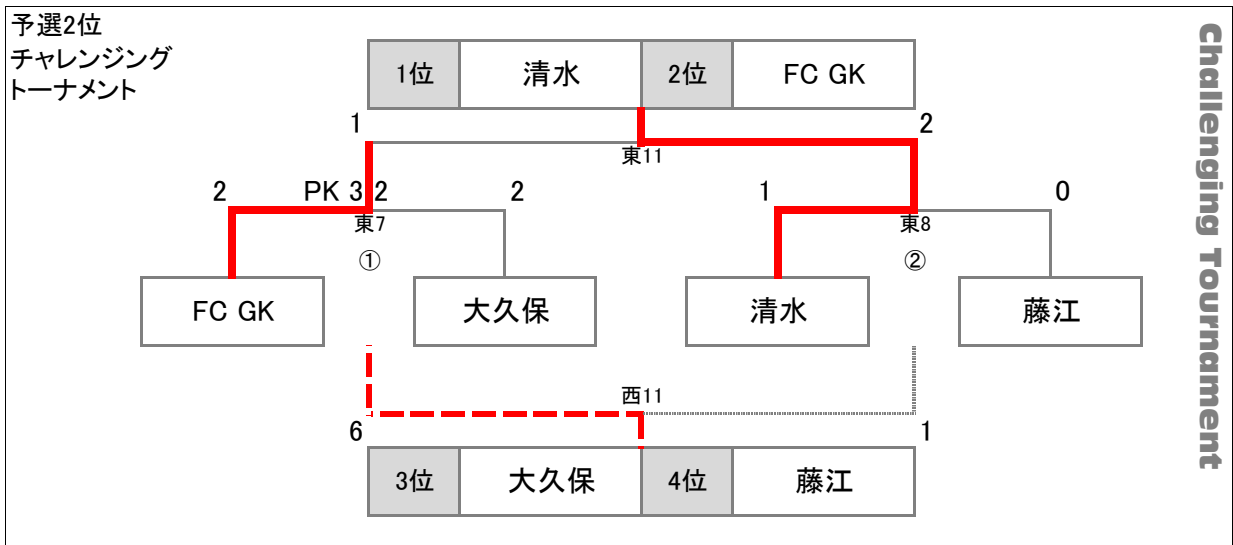 予選2位
チャレンジング
トーナメント
1位 清水 2位 FC GK
1 2
東11
2 PK 3 2 2 1 0
東7 東8
① ②
FC GK 大久保 清水 藤江
西11
6 1
3位 大久保 4位 藤江
Challenging Tournament